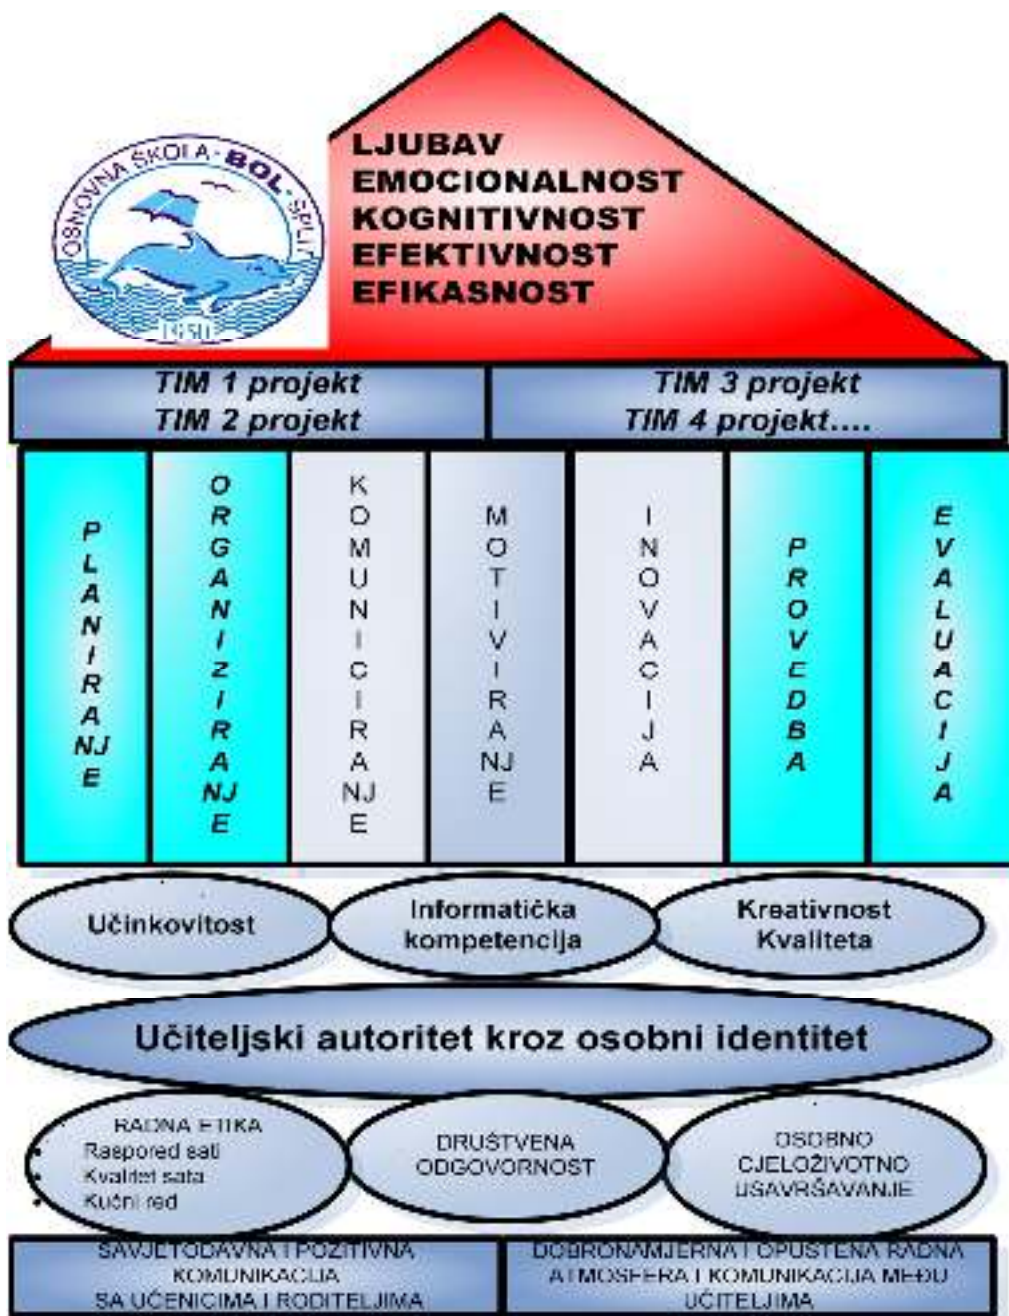 OSNOVNA ŠKOLA - BOL - SPLIT
1950
LJUBAV
EMOCIONALNOST
KOGNITIVNOST
EFEKTIVNOST
EFIKASNOST
TIM 1 projekt
TIM 2 projekt
TIM 3 projekt
TIM 4 projekt....
PLANIRANJE
ORGANIZIRANJE
KOMUNICIRANJE
MOTIVIRANJE
INOVACIJA
PROVEDBA
EVALUACIJA
Učinkovitost
Informatička
kompetencija
Kreativnost
Kvaliteta
Učiteljski autoritet kroz osobni identitet
RADNA ETIKA
• Raspored sati
• Kvalitet sata
• Kućni red
DRUŠTVENA
ODGOVORNOST
OSOBNO
CJELOŽIVOTNO
USAVRŠAVANJE
SAVJETODAVNA I POZITIVNA
KOMUNIKACIJA
SA UČENICIMA I RODITELJIMA
DOBRONAMJERNA I OPUŠTENA RADNA
ATMOSFERA I KOMUNIKACIJA MEĐU
UČITELJIMA